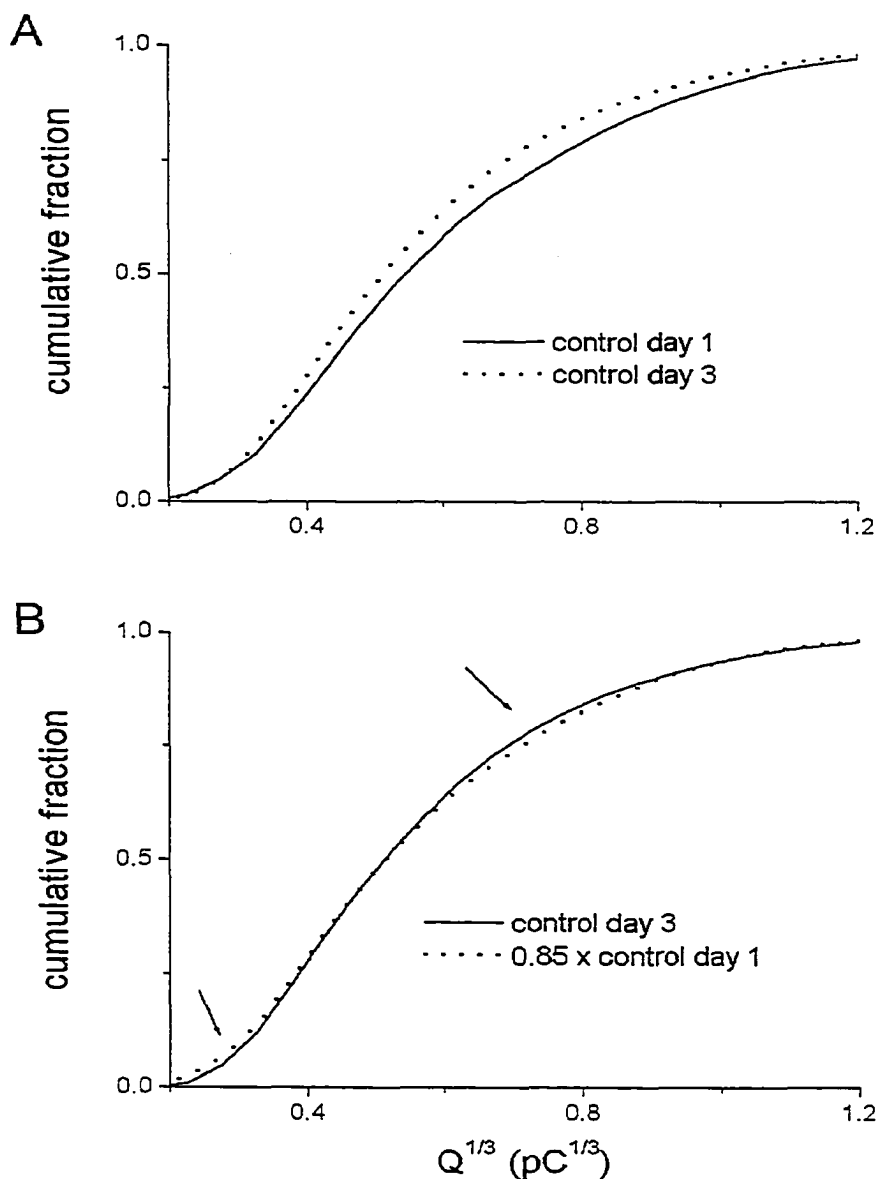 A
1.0
0.5
0.0
cumulative fraction
control day 1
control day 3
0.4 0.8 1.2
B
1.0
0.5
0.0
cumulative fraction
control day 3
0.85 x control day 1
0.4 0.8 1.2
Q^1/3 (pC^1/3)